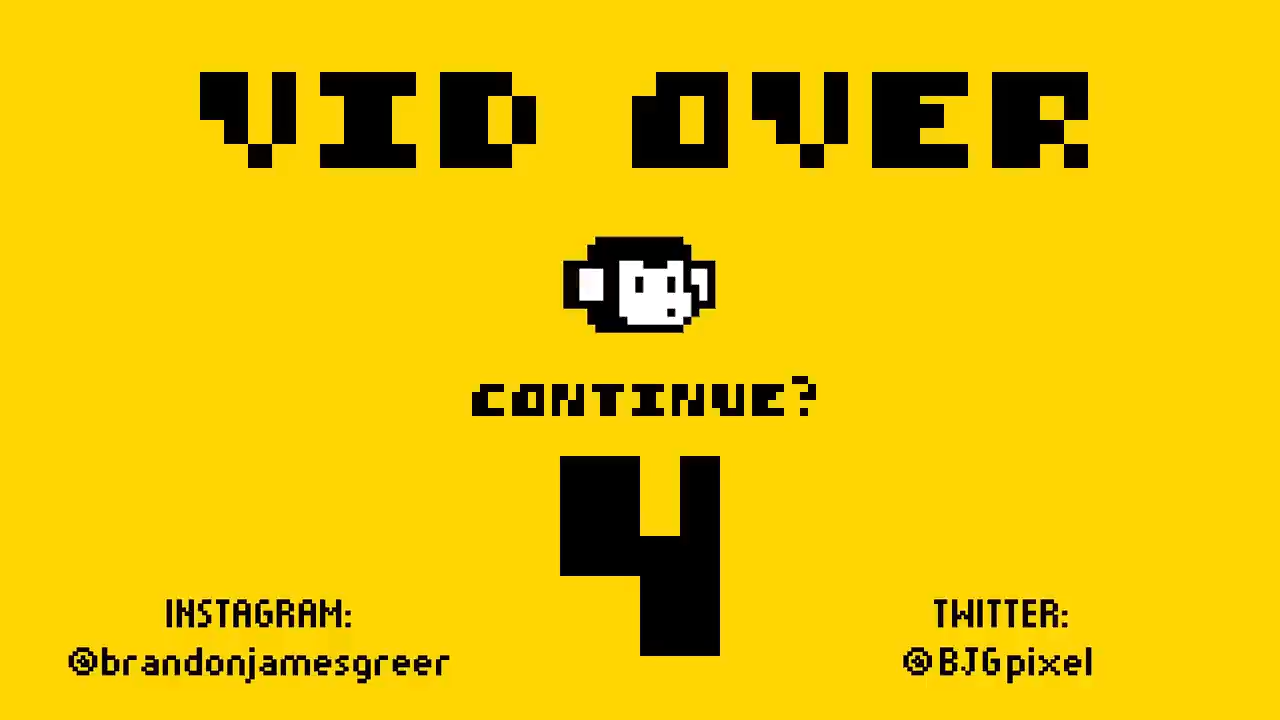 VID OVER
CONTINUE?
4
INSTAGRAM:
@brandonjamesgreer
TWITTER:
@BJGpixel